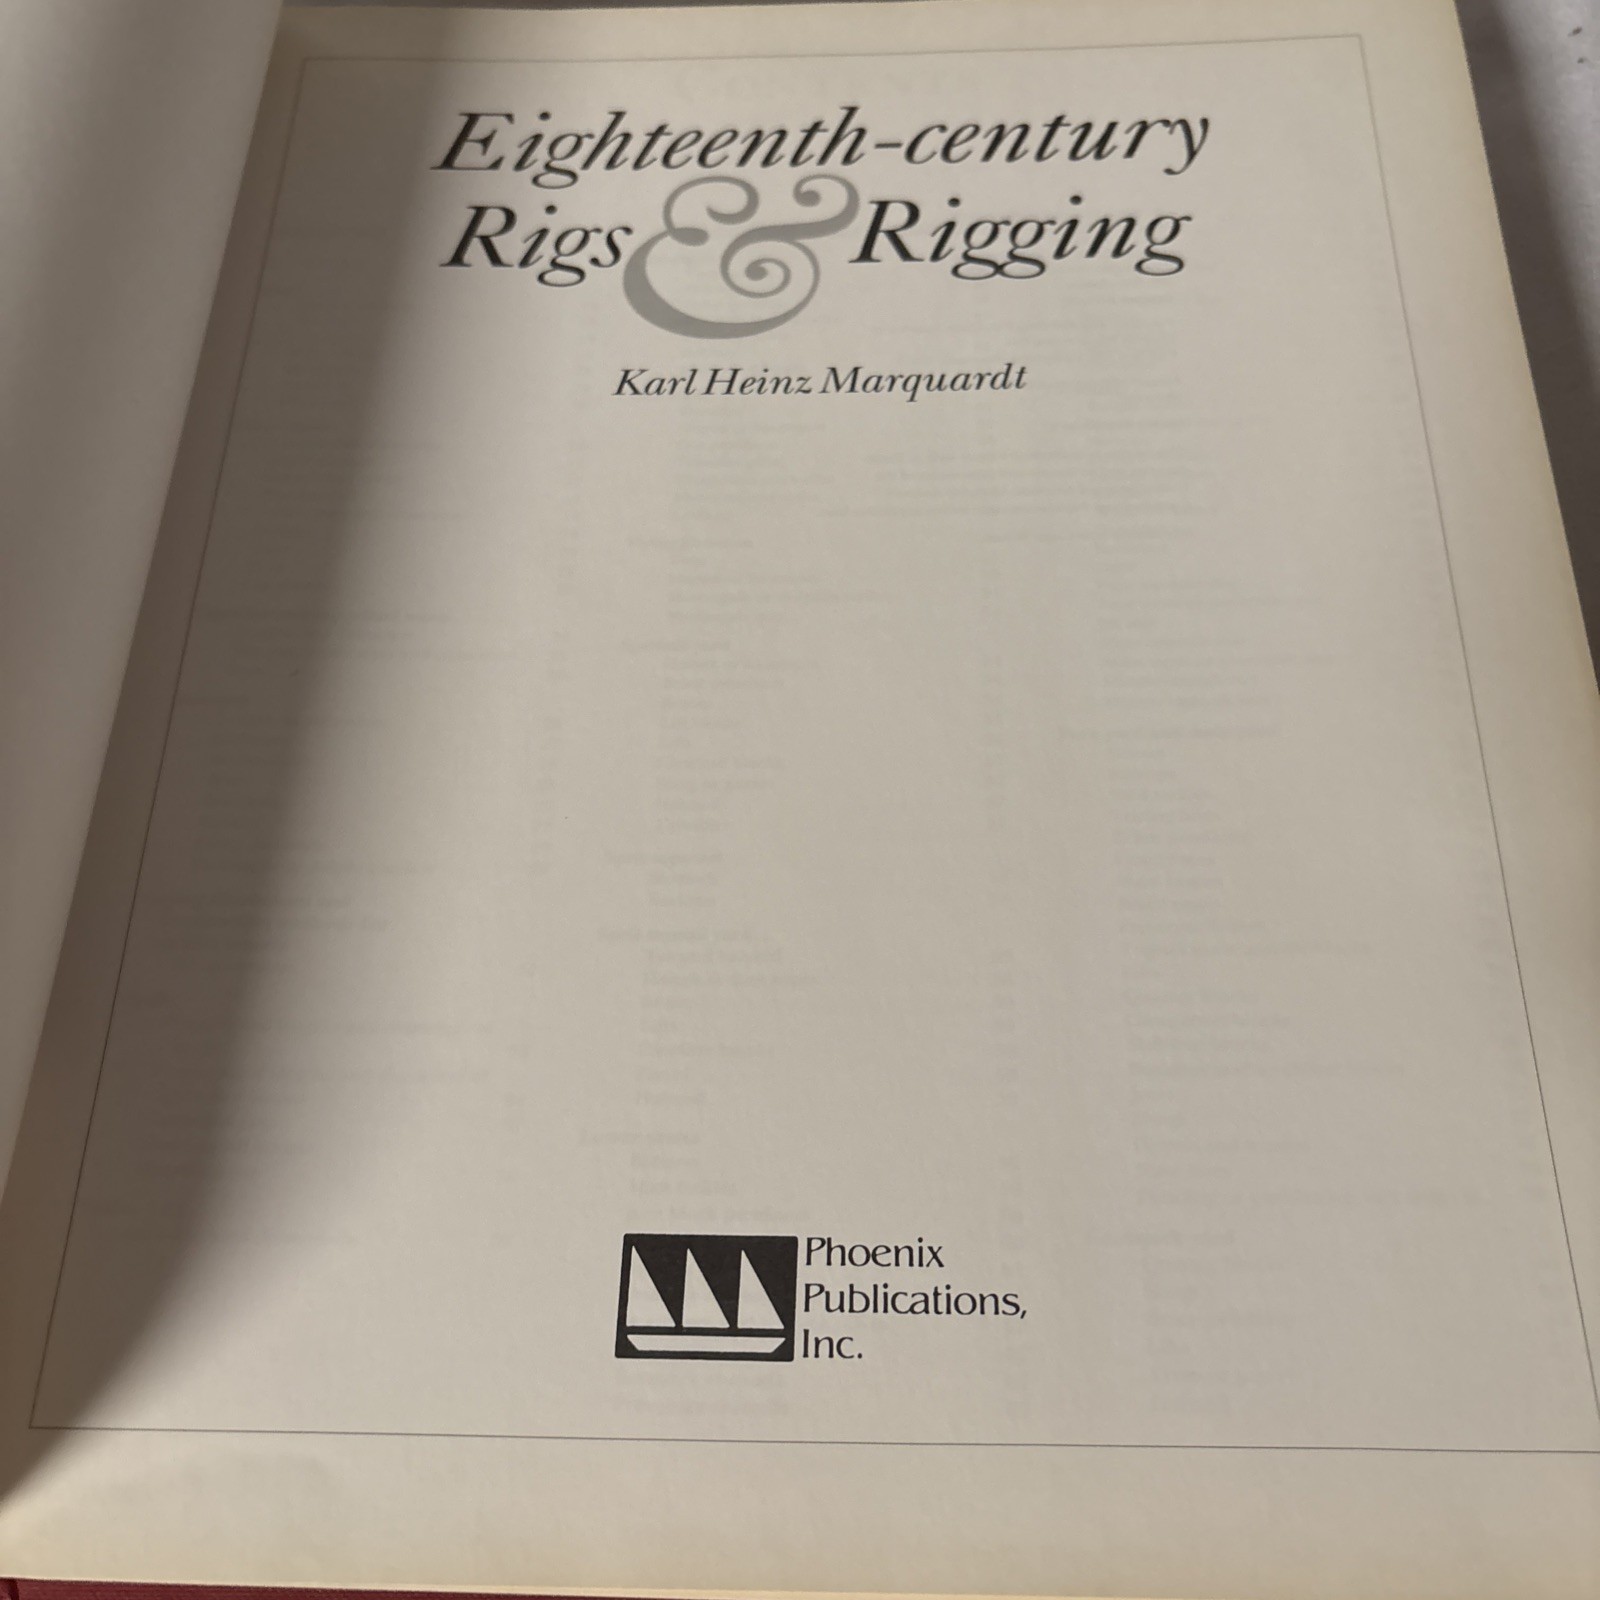 Eighteenth-century
Rigs & Rigging
Karl Heinz Marquardt
Phoenix
Publications,
Inc.